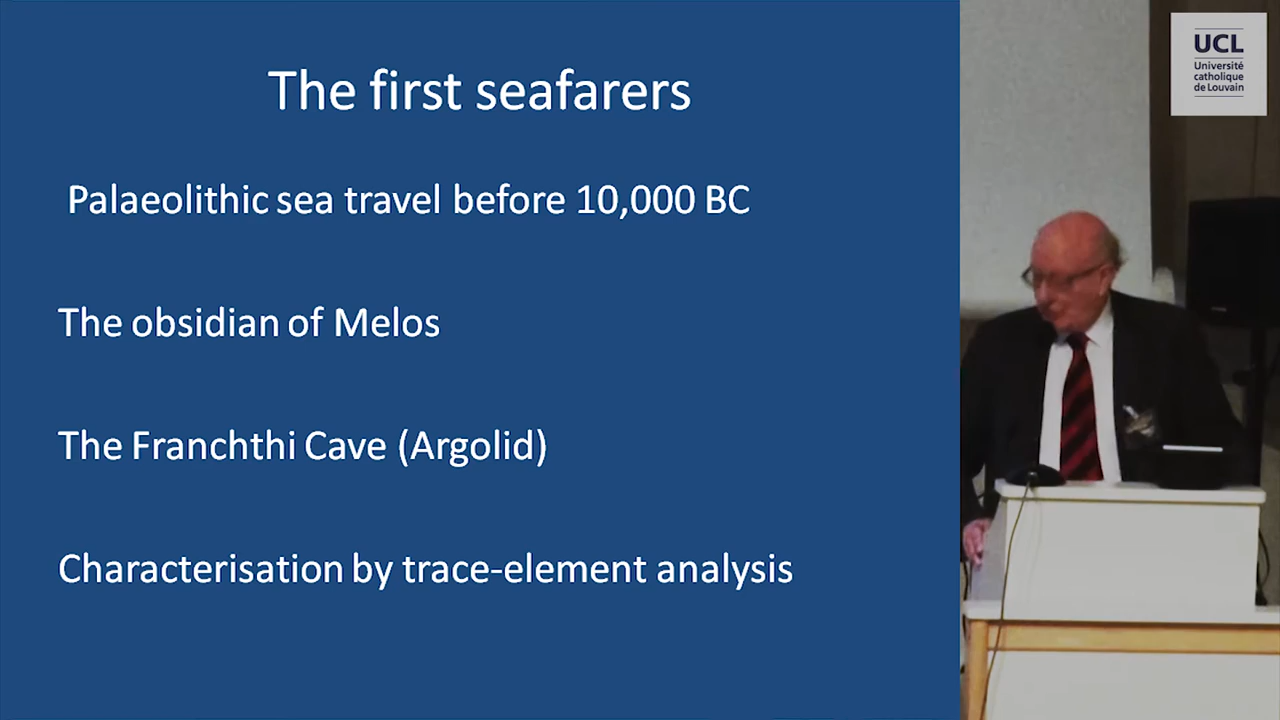 The first seafarers
Palaeolithic sea travel before 10,000 BC
The obsidian of Melos
The Franchthi Cave (Argolid)
Characterisation by trace-element analysis
UCL
Université
catholique
de Louvain